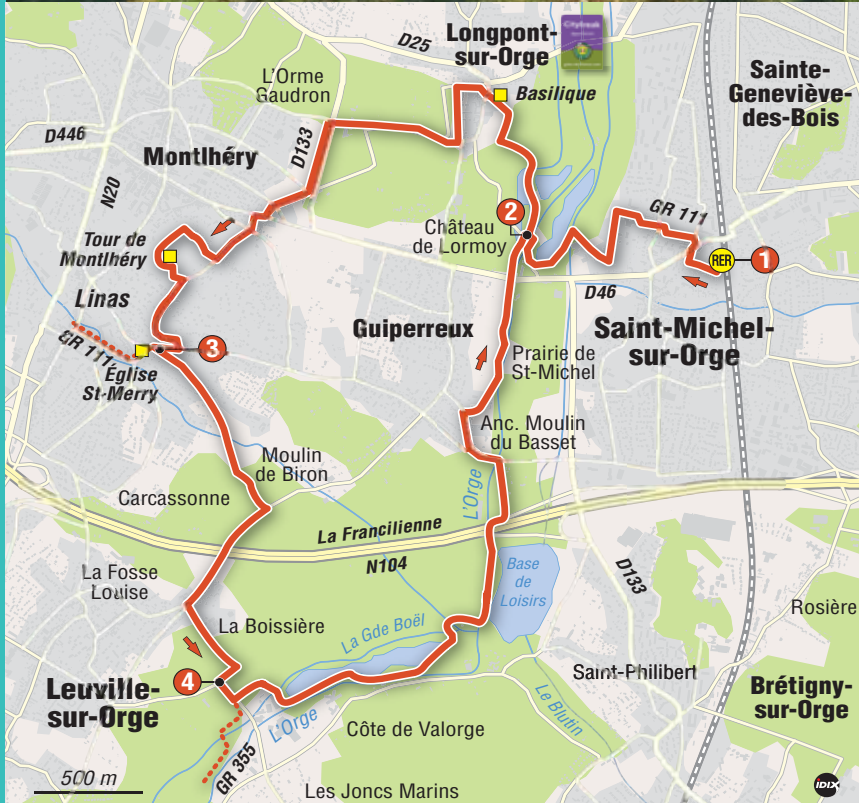 Longpont-
sur-Orge
Citybreak
D25
Sainte-
Geneviève-
des-Bois
L'Orme
Gaudron
Basilique
D446
Montlhéry
D133
N20
GR 111
2
Château
de Lormoy
Tour de
Montlhéry
RER
1
D46
Linas
Guiperreux
Saint-Michel-
sur-Orge
GR 111
3
Église
St-Merry
Prairie de
St-Michel
Anc. Moulin
du Basset
Moulin
de Biron
Carcassonne
L'Orge
La Francilienne
N104
Base
de
Loisirs
D133
La Fosse
Louise
Rosière
La Boissière
La Gde Boël
Saint-Philibert
4
Leuville-
sur-Orge
Brétigny-
sur-Orge
Le Blutin
L'Orge
Côte de Valorge
GR 355
500 m
Les Joncs Marins
IDIX